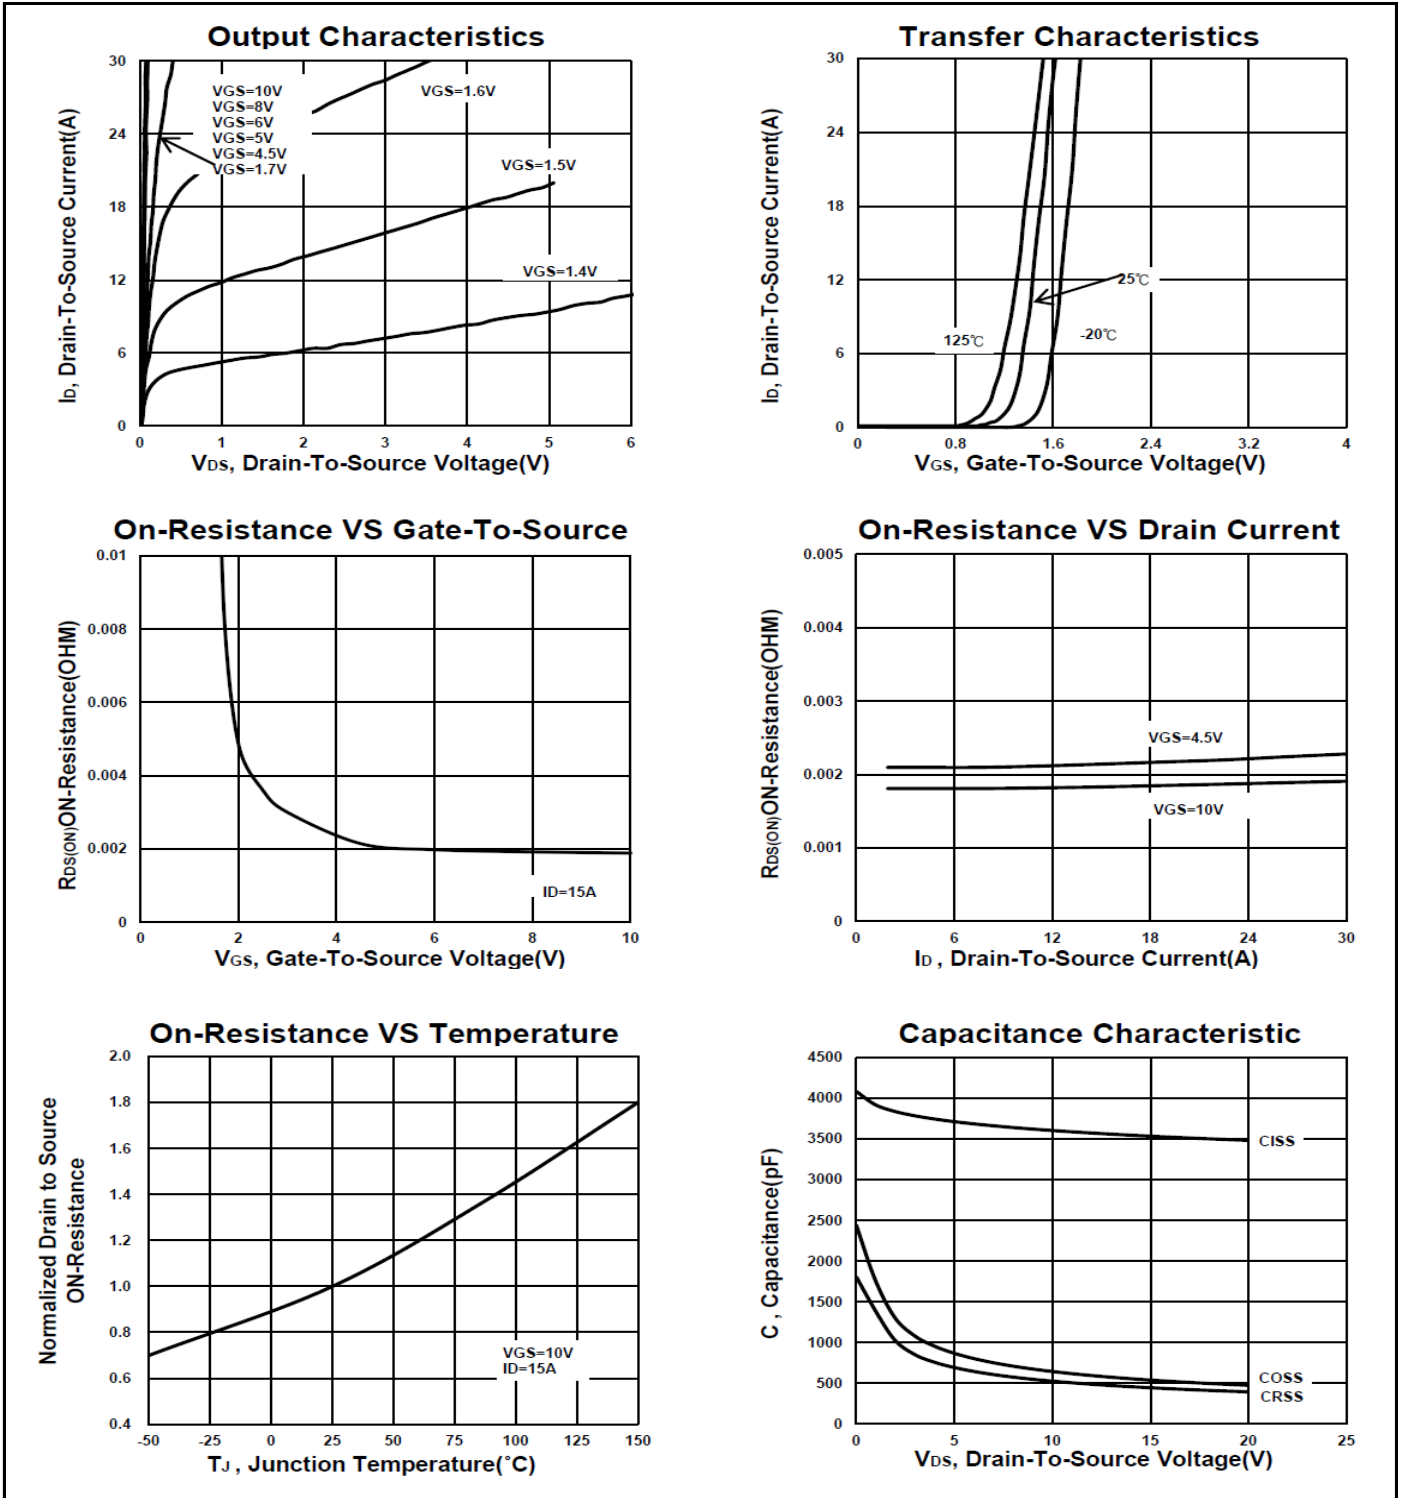 Output Characteristics
30
24
18
12
6
0
0 1 2 3 4 5 6
ID, Drain-To-Source Current(A)
VDS, Drain-To-Source Voltage(V)
VGS=10V
VGS=8V
VGS=6V
VGS=5V
VGS=4.5V
VGS=1.7V
VGS=1.6V
VGS=1.5V
VGS=1.4V
Transfer Characteristics
30
24
18
12
6
0
0 0.8 1.6 2.4 3.2 4
ID, Drain-To-Source Current(A)
VGS, Gate-To-Source Voltage(V)
25℃
125℃
-20℃
On-Resistance VS Gate-To-Source
0.01
0.008
0.006
0.004
0.002
0
0 2 4 6 8 10
RDS(ON)ON-Resistance(OHM)
VGS, Gate-To-Source Voltage(V)
ID=15A
On-Resistance VS Drain Current
0.005
0.004
0.003
0.002
0.001
0
0 6 12 18 24 30
RDS(ON)ON-Resistance(OHM)
ID , Drain-To-Source Current(A)
VGS=4.5V
VGS=10V
On-Resistance VS Temperature
2.0
1.8
1.6
1.4
1.2
1.0
0.8
0.6
0.4
-50 -25 0 25 50 75 100 125 150
Normalized Drain to Source
ON-Resistance
TJ , Junction Temperature(˚C)
VGS=10V
ID=15A
Capacitance Characteristic
4500
4000
3500
3000
2500
2000
1500
1000
500
0
0 5 10 15 20 25
C , Capacitance(pF)
VDS, Drain-To-Source Voltage(V)
CISS
COSS
CRSS